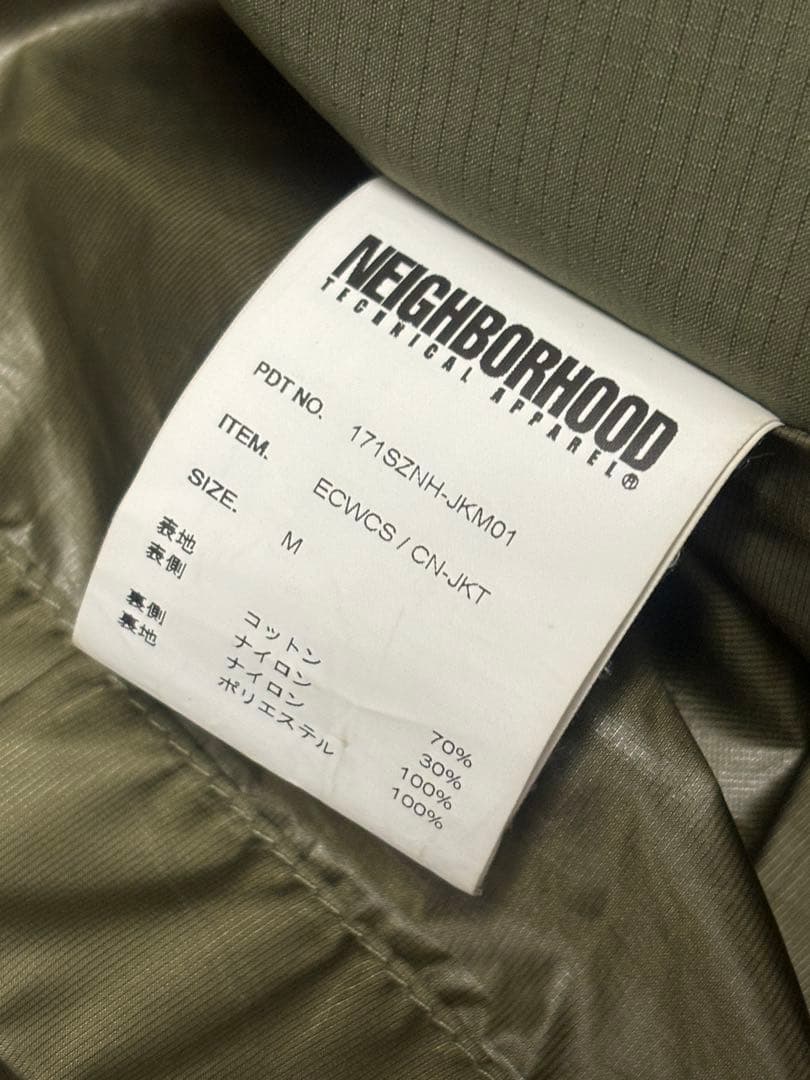 NEIGHBORHOOD
TECHNICAL APPAREL®
PDT NO. 171SZNH-JKM01
ITEM. ECWCS / CN-JKT
SIZE. M
表地
表側 コットン 70%
ナイロン 30%
裏側 ナイロン 100%
裏地 ポリエステル 100%